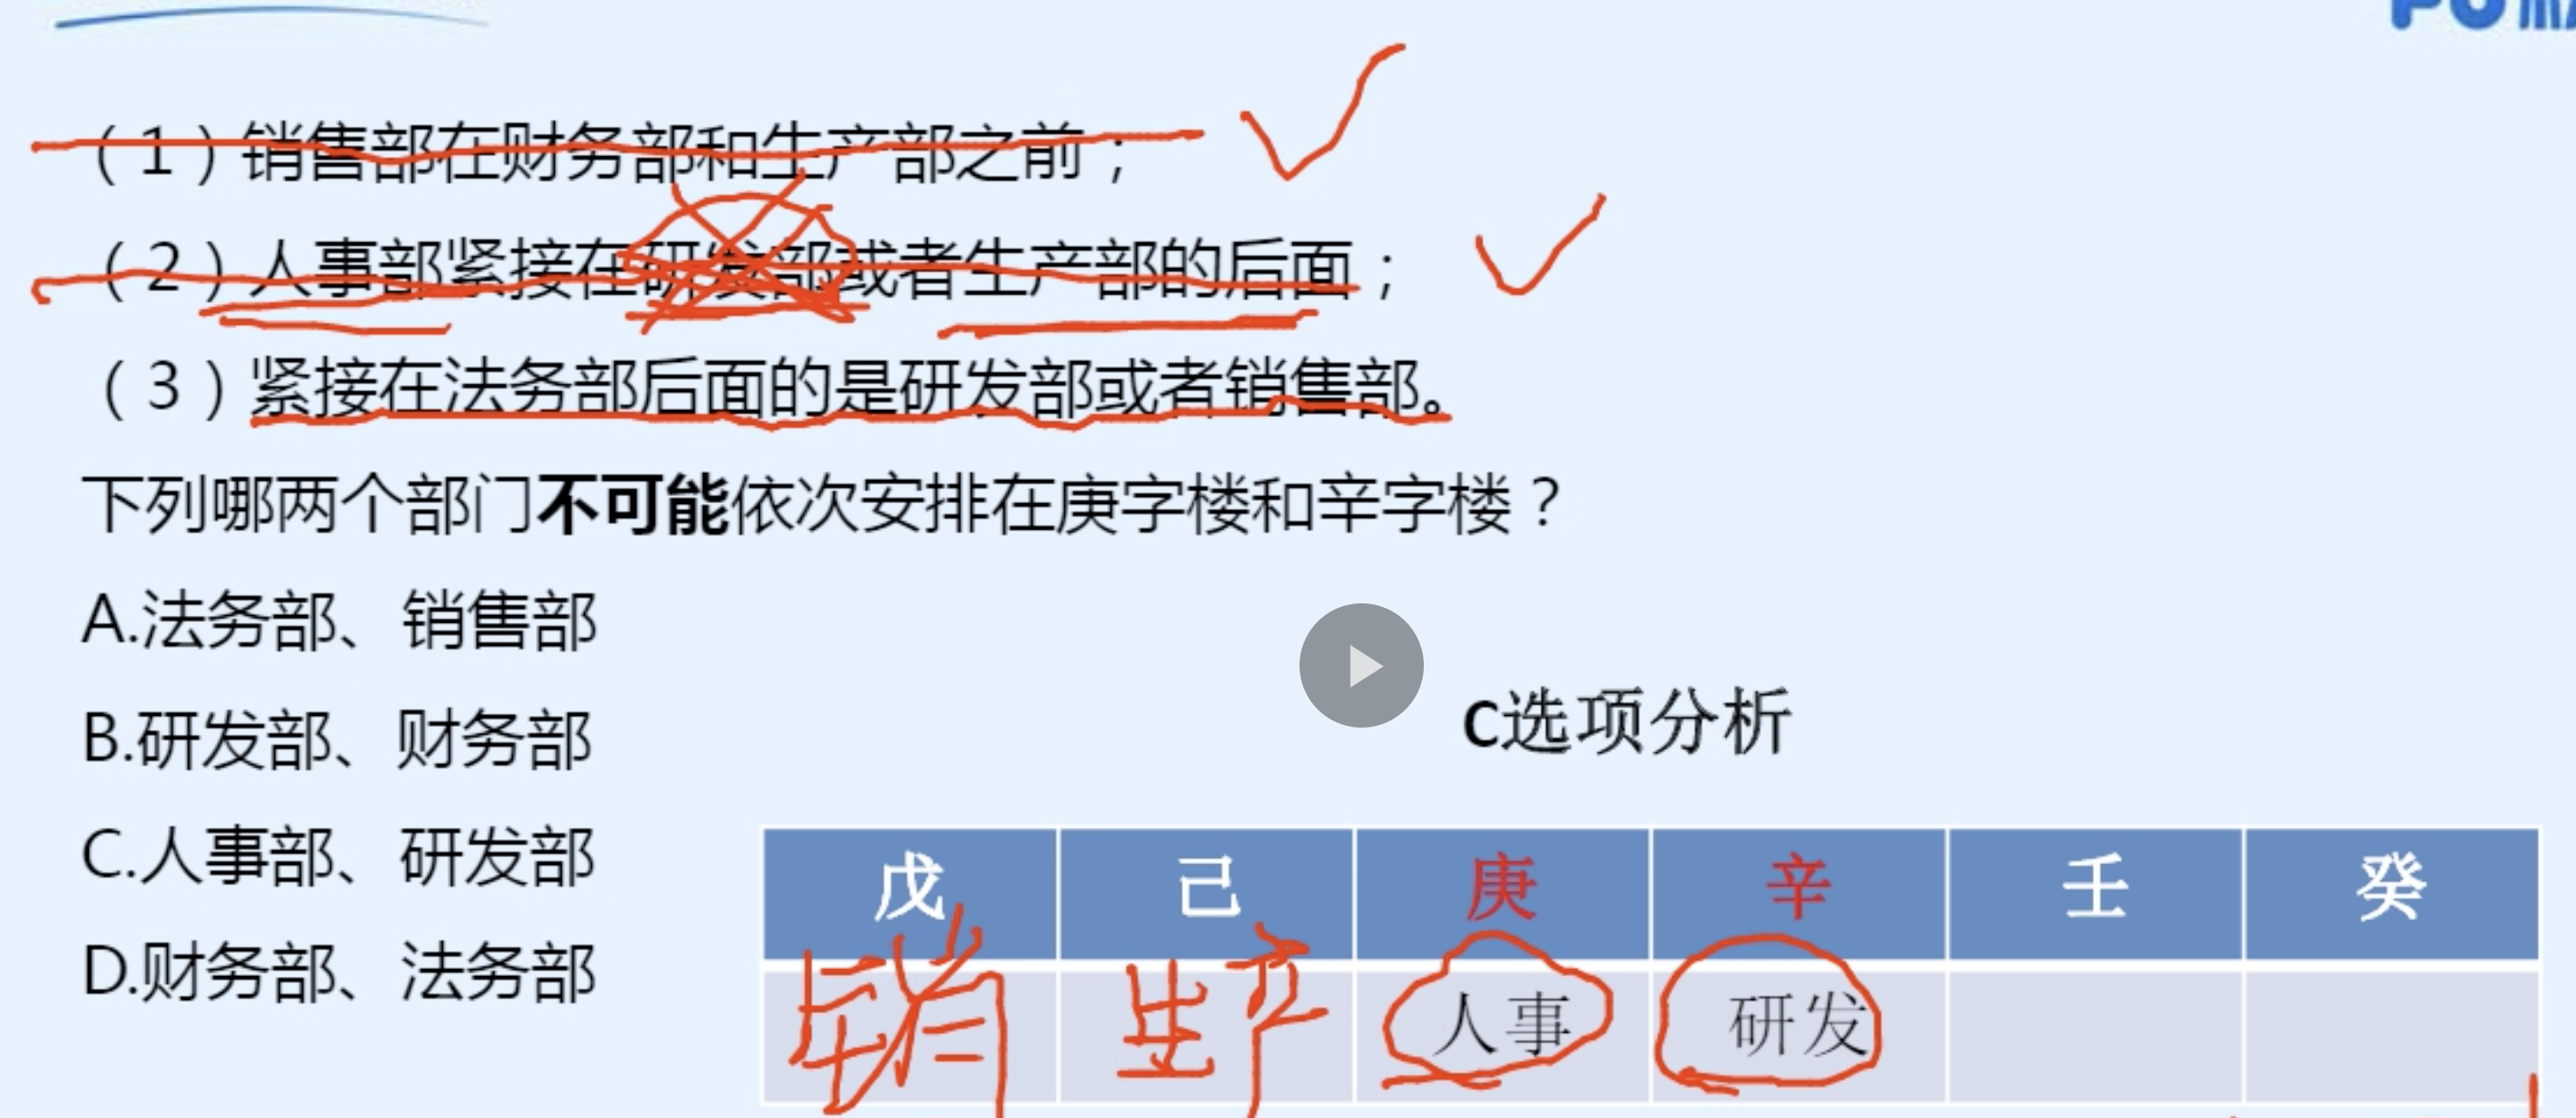 （1）销售部在财务部和生产部之前；
（2）人事部紧接在研发部或者生产部的后面；
（3）紧接在法务部后面的是研发部或者销售部。
下列哪两个部门不可能依次安排在庚字楼和辛字楼？
A.法务部、销售部
B.研发部、财务部
C选项分析
C.人事部、研发部
D.财务部、法务部
戊 己 庚 辛 壬 癸
销 生产 人事 研发